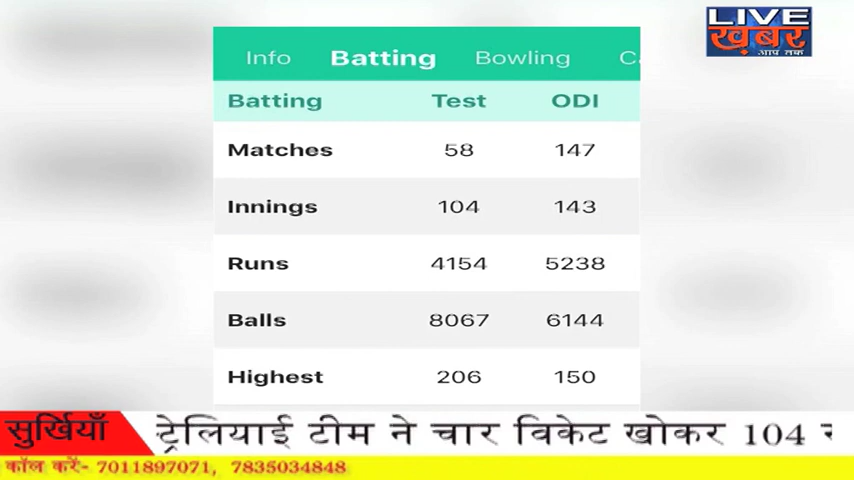 LIVE
ख़बर
आप तक
Info Batting Bowling
Batting Test ODI
Matches 58 147
Innings 104 143
Runs 4154 5238
Balls 8067 6144
Highest 206 150
सुर्खियाँ ट्रेलियाई टीम ने चार विकेट खोकर 104
कॉल करें- 7011897071, 7835034848